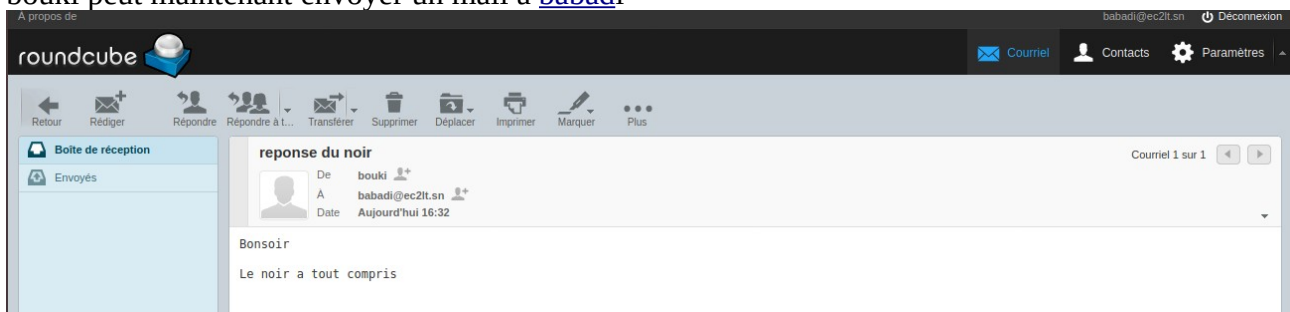 bouki peut maintenant envoyer un mail à babadi
À propos de babadi@ec2lt.sn Déconnexion
roundcube Courriel Contacts Paramètres
Retour Rédiger Répondre Répondre à t... Transférer Supprimer Déplacer Imprimer Marquer Plus
Boîte de réception
Envoyés
reponse du noir Courriel 1 sur 1
De bouki
À babadi@ec2lt.sn
Date Aujourd'hui 16:32
Bonsoir
Le noir a tout compris